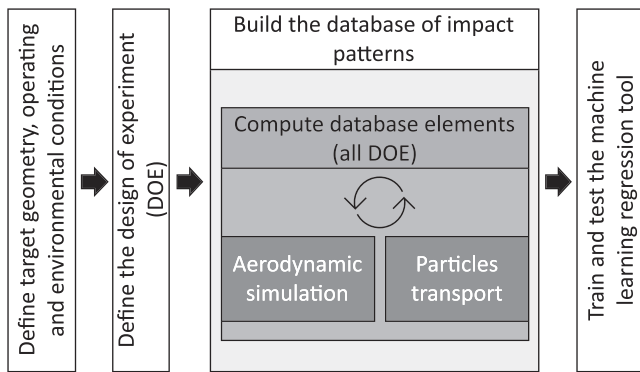 Define target geometry, operating
and environmental conditions
Define the design of experiment
(DOE)
Build the database of impact
patterns
Compute database elements
(all DOE)
Aerodynamic
simulation
Particles
transport
Train and test the machine
learning regression tool